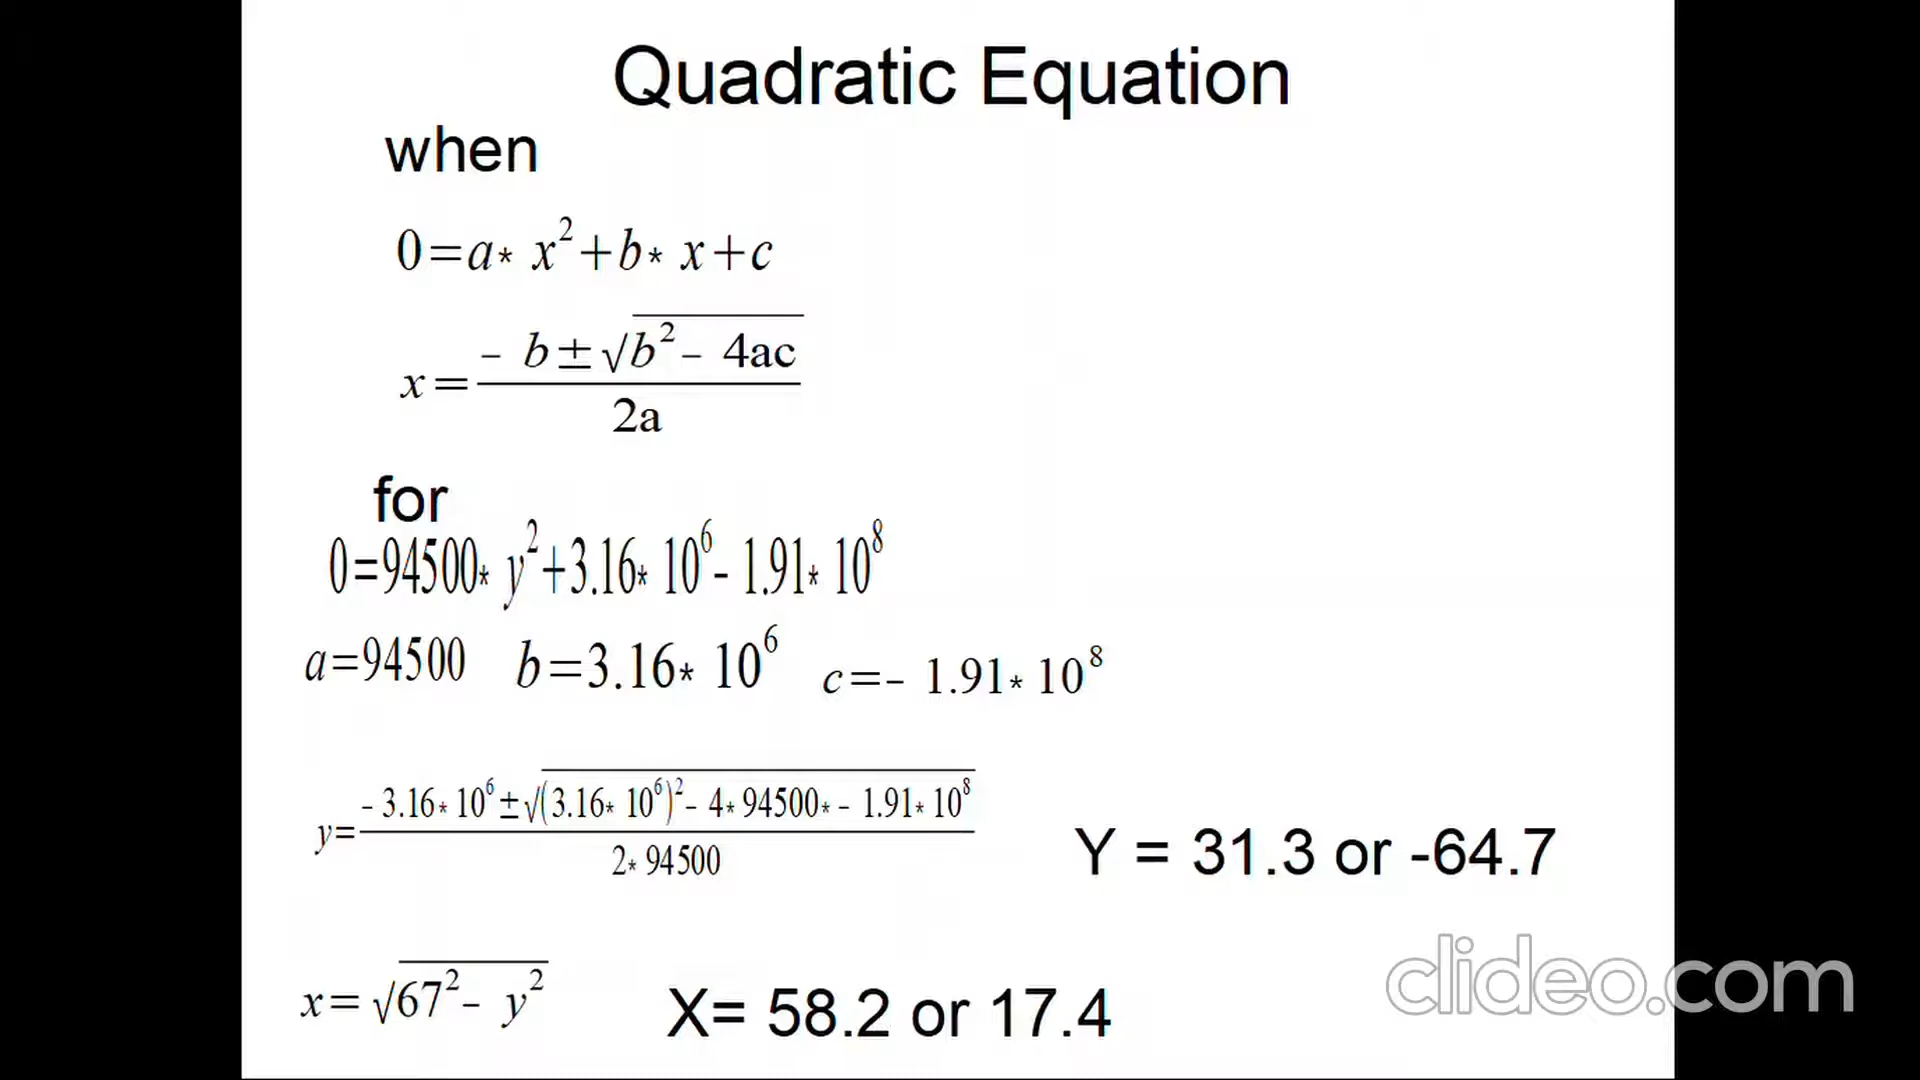 Quadratic Equation
when
0=a* x²+b* x+c
x=(- b±√(b²- 4ac))/2a
for
0=94500* y²+3.16* 10⁶- 1.91* 10⁸
a=94500 b=3.16* 10⁶ c=- 1.91* 10⁸
y=(- 3.16* 10⁶±√((3.16* 10⁶)²- 4* 94500*- 1.91* 10⁸))/(2* 94500)
Y = 31.3 or -64.7
x=√(67²- y²)
X= 58.2 or 17.4
clideo.com